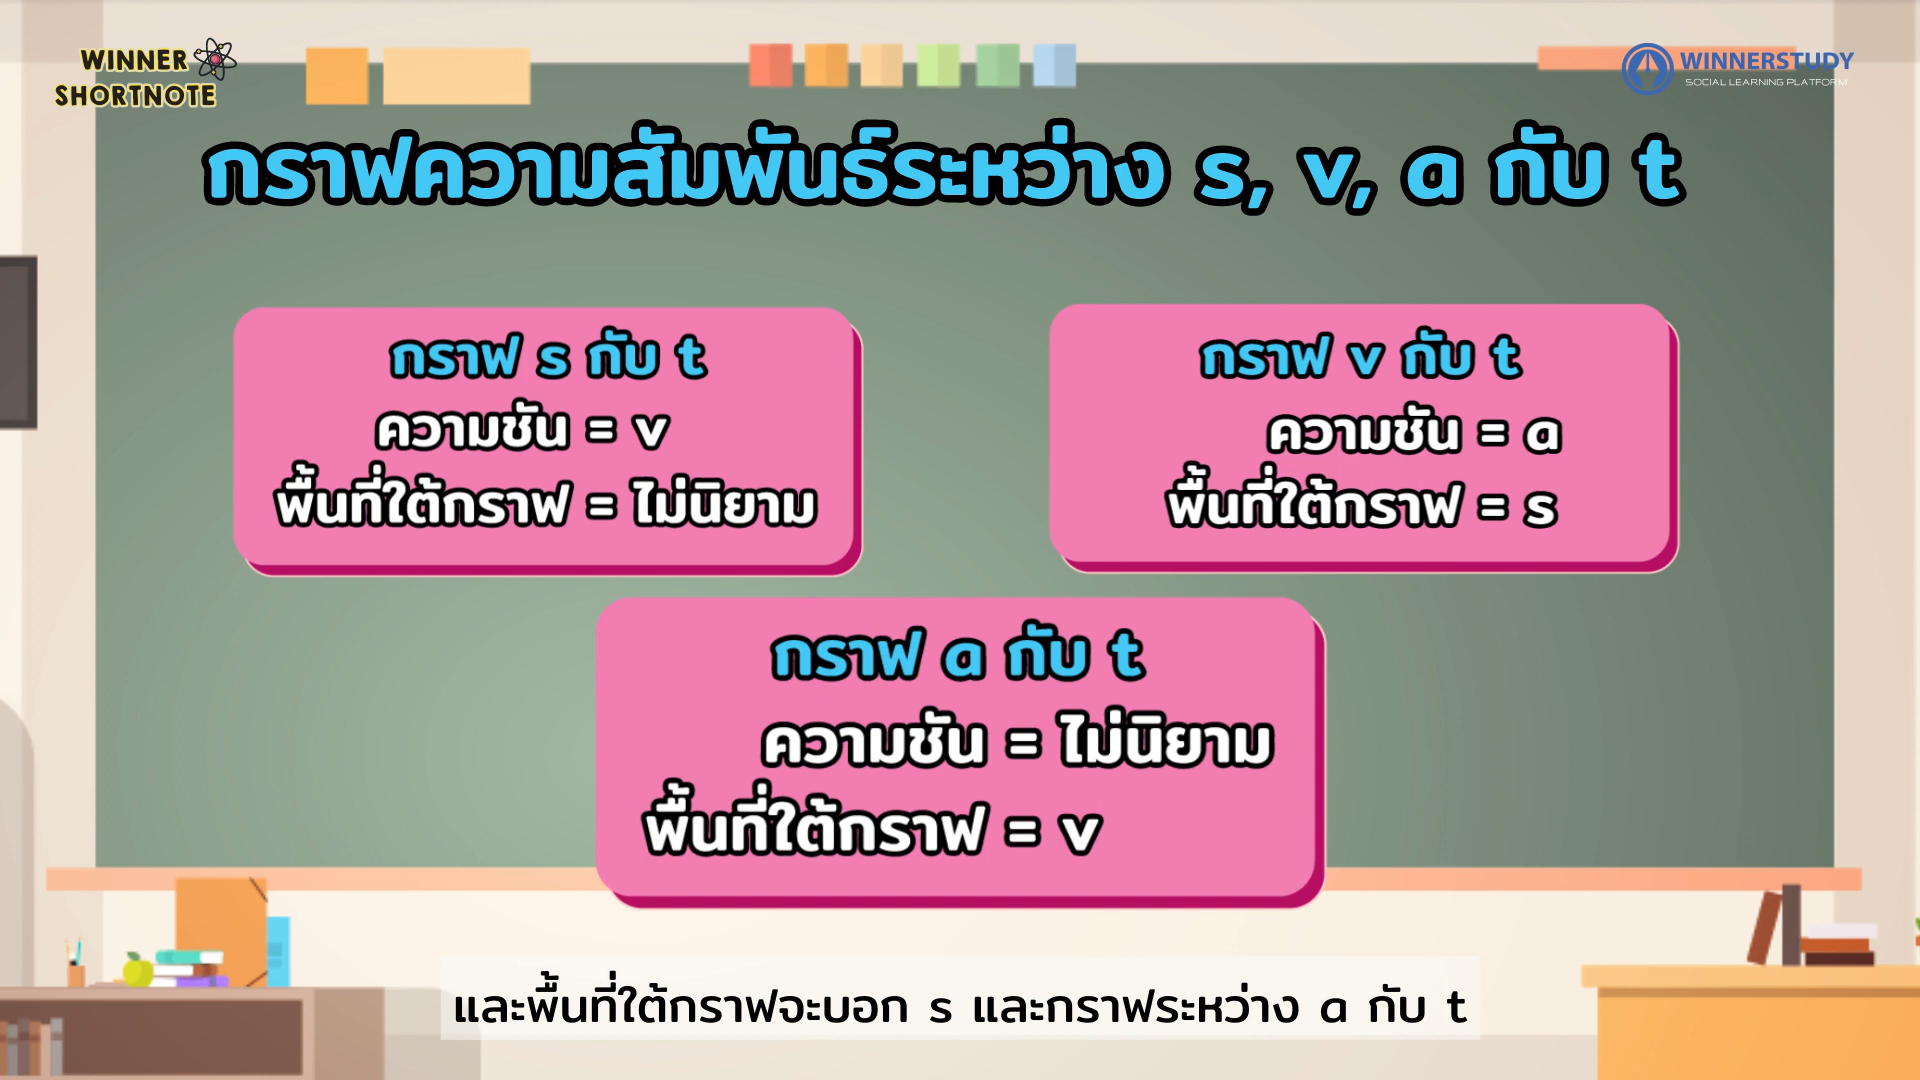 WINNER
SHORTNOTE
WINNERSTUDY
SOCIAL LEARNING PLATFORM
กราฟความสัมพันธ์ระหว่าง s, v, a กับ t
กราฟ s กับ t
ความชัน = v
พื้นที่ใต้กราฟ = ไม่นิยาม
กราฟ v กับ t
ความชัน = a
พื้นที่ใต้กราฟ = s
กราฟ a กับ t
ความชัน = ไม่นิยาม
พื้นที่ใต้กราฟ = v
และพื้นที่ใต้กราฟจะบอก s และกราฟระหว่าง a กับ t